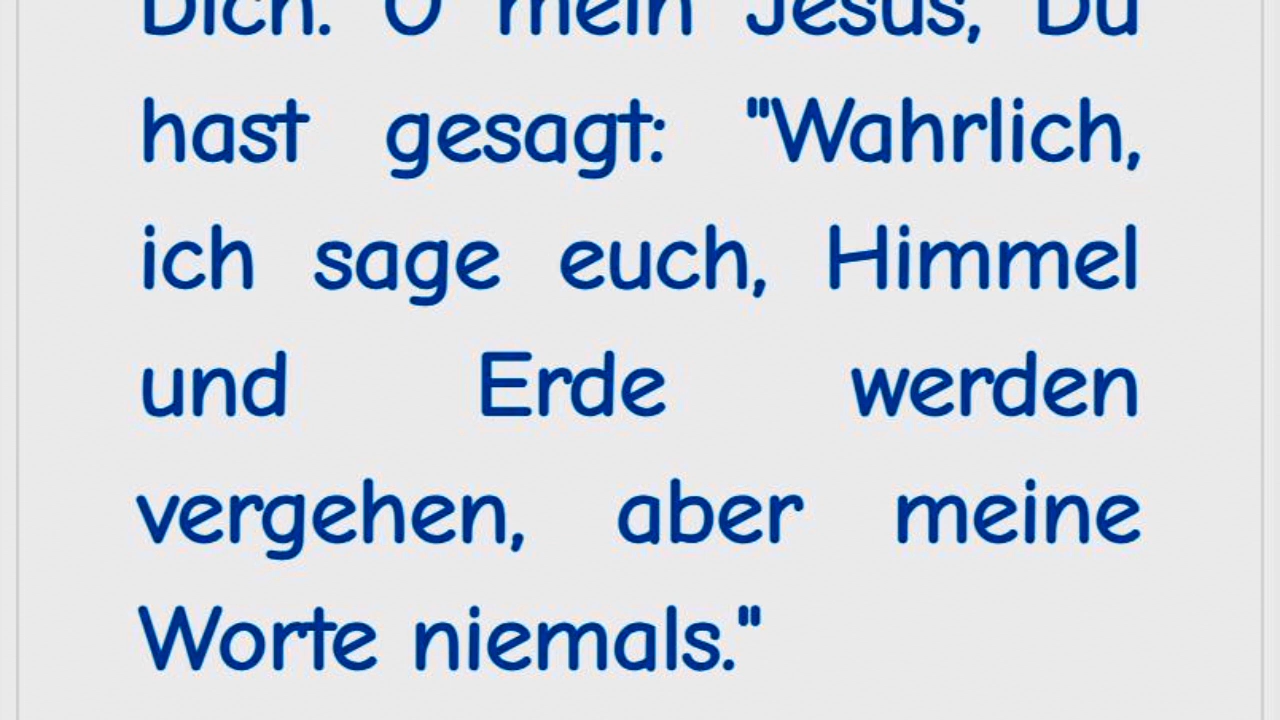 Dich. O mein Jesus, Du
hast gesagt: "Wahrlich,
ich sage euch, Himmel
und Erde werden
vergehen, aber meine
Worte niemals."